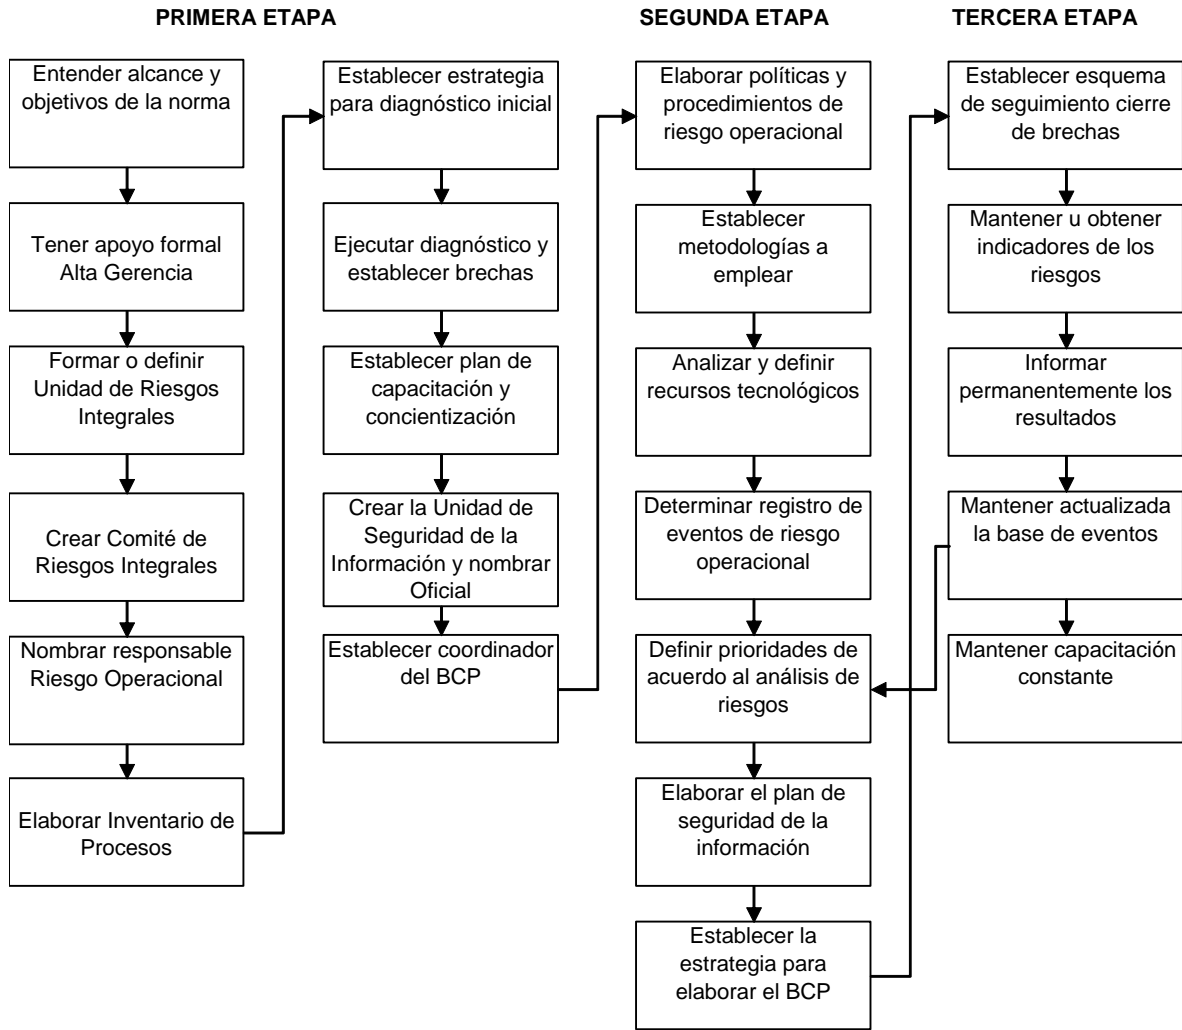 PRIMERA ETAPA
Entender alcance y
objetivos de la norma
Tener apoyo formal
Alta Gerencia
Formar o definir
Unidad de Riesgos
Integrales
Crear Comité de
Riesgos Integrales
Nombrar responsable
Riesgo Operacional
Elaborar Inventario de
Procesos
Establecer estrategia
para diagnóstico inicial
Ejecutar diagnóstico y
establecer brechas
Establecer plan de
capacitación y
concientización
Crear la Unidad de
Seguridad de la
Información y nombrar
Oficial
Establecer coordinador
del BCP
SEGUNDA ETAPA
Elaborar políticas y
procedimientos de
riesgo operacional
Establecer
metodologías a
emplear
Analizar y definir
recursos tecnológicos
Determinar registro de
eventos de riesgo
operacional
Definir prioridades de
acuerdo al análisis de
riesgos
Elaborar el plan de
seguridad de la
información
Establecer la
estrategia para
elaborar el BCP
TERCERA ETAPA
Establecer esquema
de seguimiento cierre
de brechas
Mantener u obtener
indicadores de los
riesgos
Informar
permanentemente los
resultados
Mantener actualizada
la base de eventos
Mantener capacitación
constante